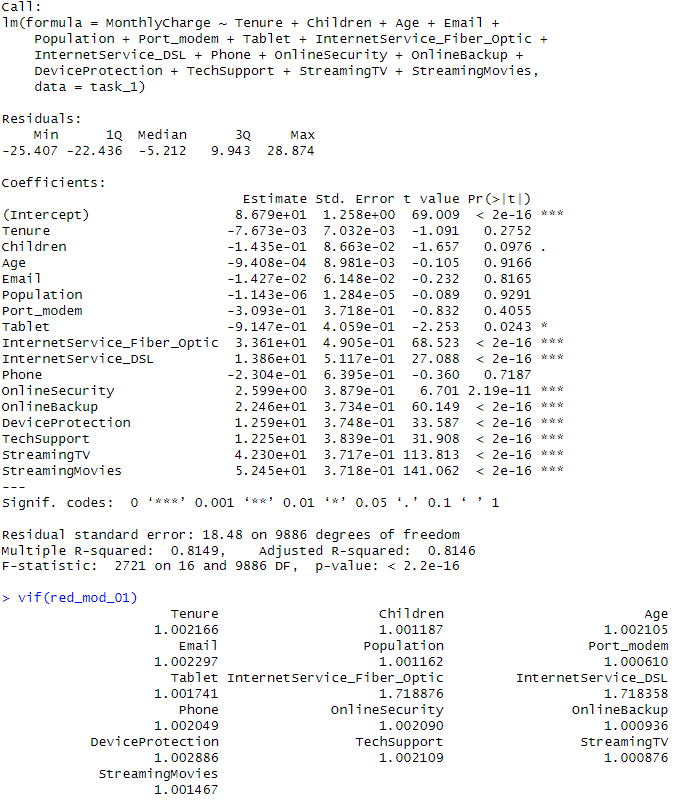 Call:
lm(formula = MonthlyCharge ~ Tenure + Children + Age + Email +
    Population + Port_modem + Tablet + InternetService_Fiber_Optic +
    InternetService_DSL + Phone + OnlineSecurity + OnlineBackup +
    DeviceProtection + TechSupport + StreamingTV + StreamingMovies,
    data = task_1)

Residuals:
    Min      1Q  Median      3Q     Max
-25.407 -22.436  -5.212   9.943  28.874

Coefficients:
                              Estimate Std. Error t value Pr(>|t|)
(Intercept)                  8.679e+01  1.258e+00  69.009  < 2e-16 ***
Tenure                      -7.673e-03  7.032e-03  -1.091   0.2752
Children                    -1.435e-01  8.663e-02  -1.657   0.0976 .
Age                         -9.408e-04  8.981e-03  -0.105   0.9166
Email                       -1.427e-02  6.148e-02  -0.232   0.8165
Population                  -1.143e-06  1.284e-05  -0.089   0.9291
Port_modem                  -3.093e-01  3.718e-01  -0.832   0.4055
Tablet                      -9.147e-01  4.059e-01  -2.253   0.0243 *
InternetService_Fiber_Optic  3.361e+01  4.905e-01  68.523  < 2e-16 ***
InternetService_DSL          1.386e+01  5.117e-01  27.088  < 2e-16 ***
Phone                       -2.304e-01  6.395e-01  -0.360   0.7187
OnlineSecurity               2.599e+00  3.879e-01   6.701 2.19e-11 ***
OnlineBackup                 2.246e+01  3.734e-01  60.149  < 2e-16 ***
DeviceProtection             1.259e+01  3.748e-01  33.587  < 2e-16 ***
TechSupport                  1.225e+01  3.839e-01  31.908  < 2e-16 ***
StreamingTV                  4.230e+01  3.717e-01 113.813  < 2e-16 ***
StreamingMovies              5.245e+01  3.718e-01 141.062  < 2e-16 ***
---
Signif. codes:  0 ‘***’ 0.001 ‘**’ 0.01 ‘*’ 0.05 ‘.’ 0.1 ‘ ’ 1

Residual standard error: 18.48 on 9886 degrees of freedom
Multiple R-squared:  0.8149,    Adjusted R-squared:  0.8146
F-statistic:  2721 on 16 and 9886 DF,  p-value: < 2.2e-16

> vif(red_mod_01)
                     Tenure                    Children                         Age
                   1.002166                    1.001187                    1.002105
                      Email                  Population                  Port_modem
                   1.002297                    1.001162                    1.000610
                     Tablet InternetService_Fiber_Optic         InternetService_DSL
                   1.001741                    1.718876                    1.718358
                      Phone              OnlineSecurity                OnlineBackup
                   1.002049                    1.002090                    1.000936
           DeviceProtection                 TechSupport                 StreamingTV
                   1.002886                    1.002109                    1.000876
            StreamingMovies
                   1.001467